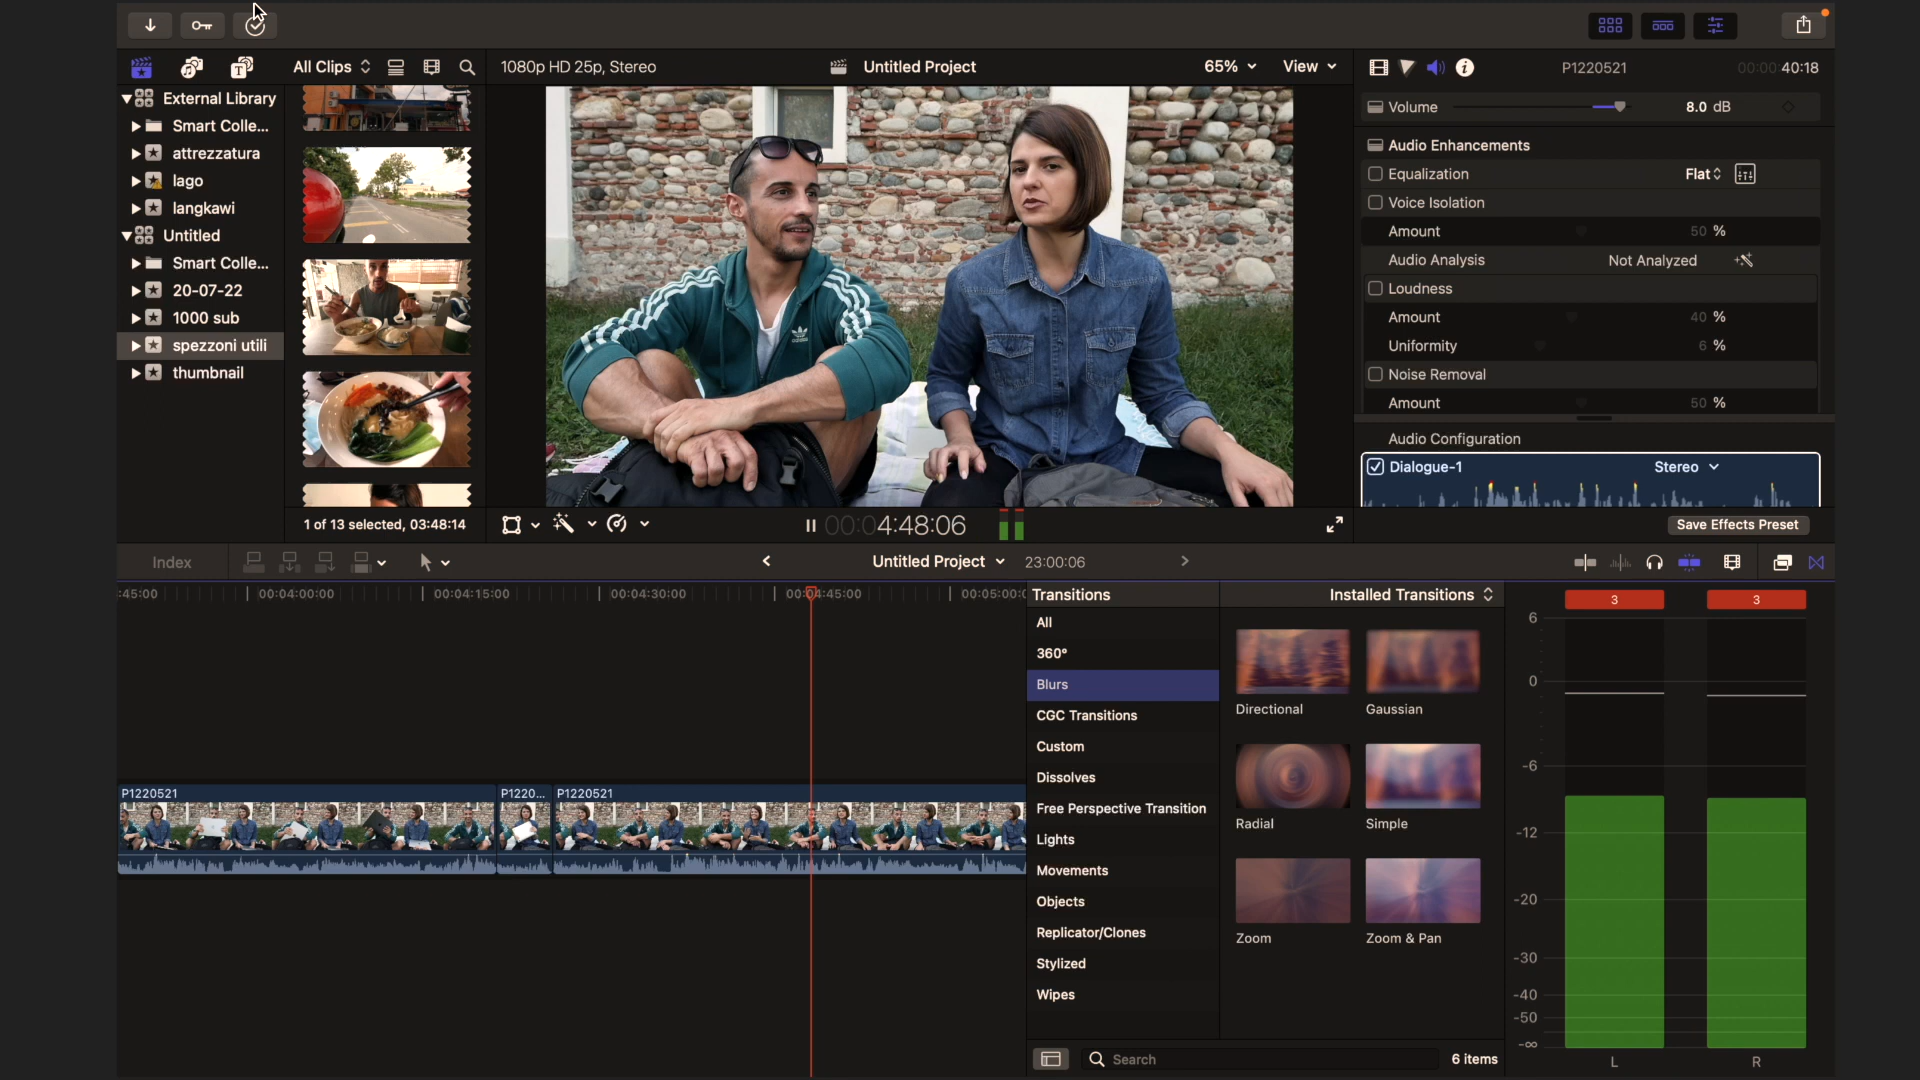 All Clips
1080p HD 25p, Stereo
Untitled Project
65%
View
P1220521
00:00:40:18
External Library
Smart Colle...
attrezzatura
lago
langkawi
Untitled
Smart Colle...
20-07-22
1000 sub
spezzoni utili
thumbnail
1 of 13 selected, 03:48:14
00:04:48:06
Volume
8.0 dB
Audio Enhancements
Equalization
Flat
Voice Isolation
Amount
50 %
Audio Analysis
Not Analyzed
Loudness
Amount
40 %
Uniformity
6 %
Noise Removal
Amount
50 %
Audio Configuration
Dialogue-1
Stereo
Save Effects Preset
Index
Untitled Project
23:00:06
:45:00
00:04:00:00
00:04:15:00
00:04:30:00
00:04:45:00
00:05:00:0
P1220521
P1220...
P1220521
Transitions
Installed Transitions
All
360°
Blurs
CGC Transitions
Custom
Dissolves
Free Perspective Transition
Lights
Movements
Objects
Replicator/Clones
Stylized
Wipes
Directional
Gaussian
Radial
Simple
Zoom
Zoom & Pan
Search
6 items
3
3
6
0
-6
-12
-20
-30
-40
-50
-∞
L
R